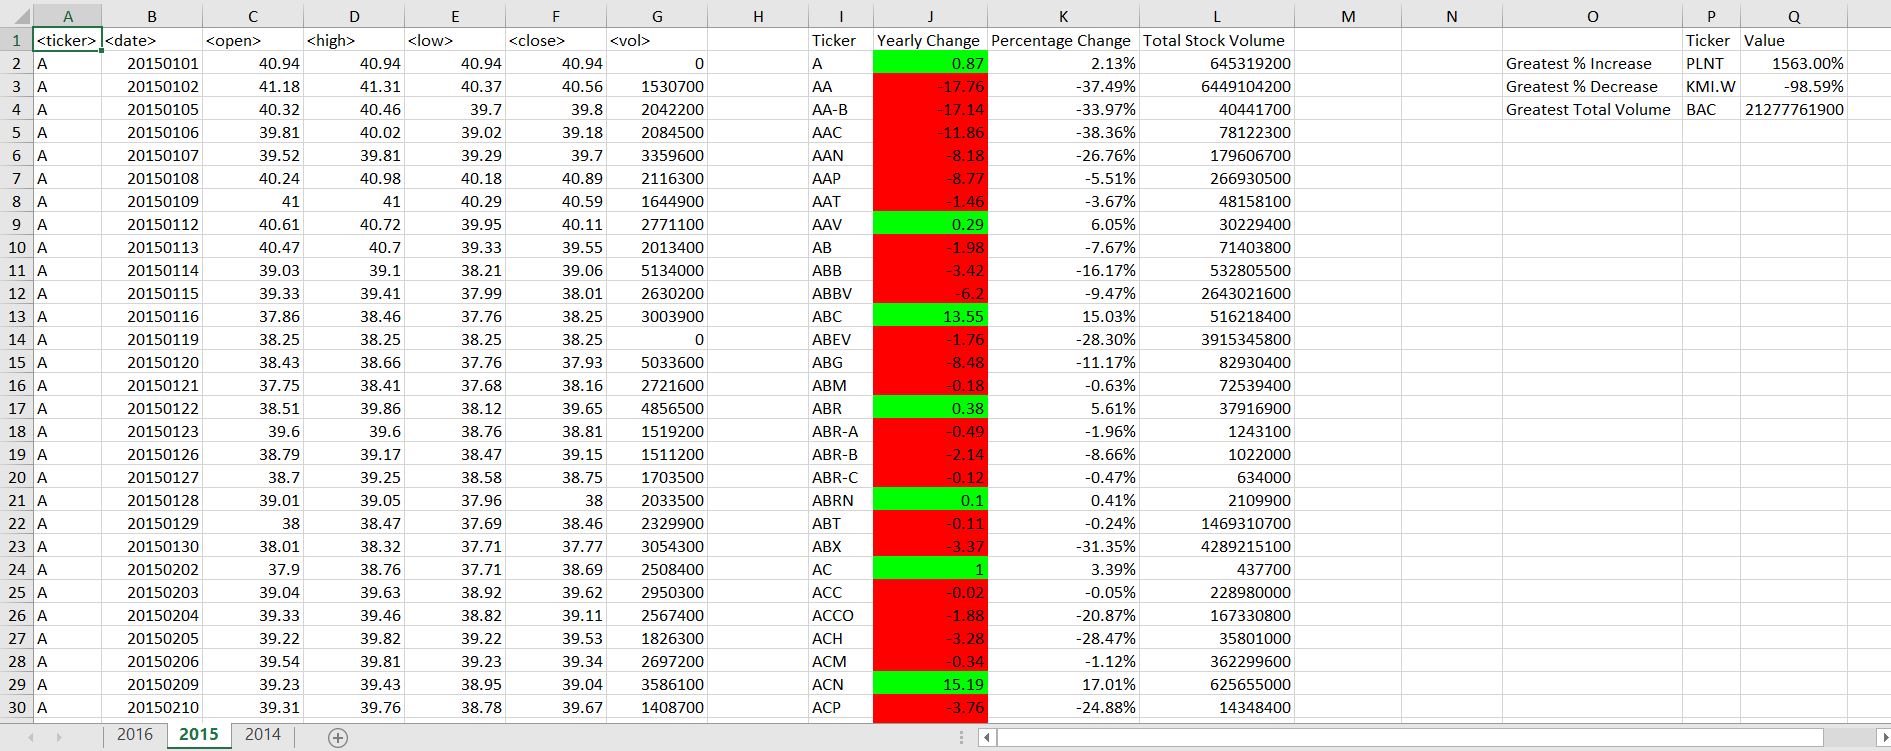 A B C D E F G H I J K L M N O P Q
1 <ticker> <date> <open> <high> <low> <close> <vol> Ticker Yearly Change Percentage Change Total Stock Volume Ticker Value
2 A 20150101 40.94 40.94 40.94 40.94 0 A 0.87 2.13% 645319200 Greatest % Increase PLNT 1563.00%
3 A 20150102 41.18 41.31 40.37 40.56 1530700 AA -17.76 -37.49% 6449104200 Greatest % Decrease KMI.W -98.59%
4 A 20150105 40.32 40.46 39.7 39.8 2042200 AA-B -17.14 -33.97% 40441700 Greatest Total Volume BAC 21277761900
5 A 20150106 39.81 40.02 39.02 39.18 2084500 AAC -11.86 -38.36% 78122300
6 A 20150107 39.52 39.81 39.29 39.7 3359600 AAN -8.18 -26.76% 179606700
7 A 20150108 40.24 40.98 40.18 40.89 2116300 AAP -8.77 -5.51% 266930500
8 A 20150109 41 41 40.29 40.59 1644900 AAT -1.46 -3.67% 48158100
9 A 20150112 40.61 40.72 39.95 40.11 2771100 AAV 0.29 6.05% 30229400
10 A 20150113 40.47 40.7 39.33 39.55 2013400 AB -1.98 -7.67% 71403800
11 A 20150114 39.03 39.1 38.21 39.06 5134000 ABB -3.42 -16.17% 532805500
12 A 20150115 39.33 39.41 37.99 38.01 2630200 ABBV -6.2 -9.47% 2643021600
13 A 20150116 37.86 38.46 37.76 38.25 3003900 ABC 13.55 15.03% 516218400
14 A 20150119 38.25 38.25 38.25 38.25 0 ABEV -1.76 -28.30% 3915345800
15 A 20150120 38.43 38.66 37.76 37.93 5033600 ABG -8.48 -11.17% 82930400
16 A 20150121 37.75 38.41 37.68 38.16 2721600 ABM -0.18 -0.63% 72539400
17 A 20150122 38.51 39.86 38.12 39.65 4856500 ABR 0.38 5.61% 37916900
18 A 20150123 39.6 39.6 38.76 38.81 1519200 ABR-A -0.49 -1.96% 1243100
19 A 20150126 38.79 39.17 38.47 39.15 1511200 ABR-B -2.14 -8.66% 1022000
20 A 20150127 38.7 39.25 38.58 38.75 1703500 ABR-C -0.12 -0.47% 634000
21 A 20150128 39.01 39.05 37.96 38 2033500 ABRN 0.1 0.41% 2109900
22 A 20150129 38 38.47 37.69 38.46 2329900 ABT -0.11 -0.24% 1469310700
23 A 20150130 38.01 38.32 37.71 37.77 3054300 ABX -3.37 -31.35% 4289215100
24 A 20150202 37.9 38.76 37.71 38.69 2508400 AC 1 3.39% 437700
25 A 20150203 39.04 39.63 38.92 39.62 2950300 ACC -0.02 -0.05% 228980000
26 A 20150204 39.33 39.46 38.82 39.11 2567400 ACCO -1.88 -20.87% 167330800
27 A 20150205 39.22 39.82 39.22 39.53 1826300 ACH -3.28 -28.47% 35801000
28 A 20150206 39.54 39.81 39.23 39.34 2697200 ACM -0.34 -1.12% 362299600
29 A 20150209 39.23 39.43 38.95 39.04 3586100 ACN 15.19 17.01% 625655000
30 A 20150210 39.31 39.76 38.78 39.67 1408700 ACP -3.76 -24.88% 14348400
2016 2015 2014